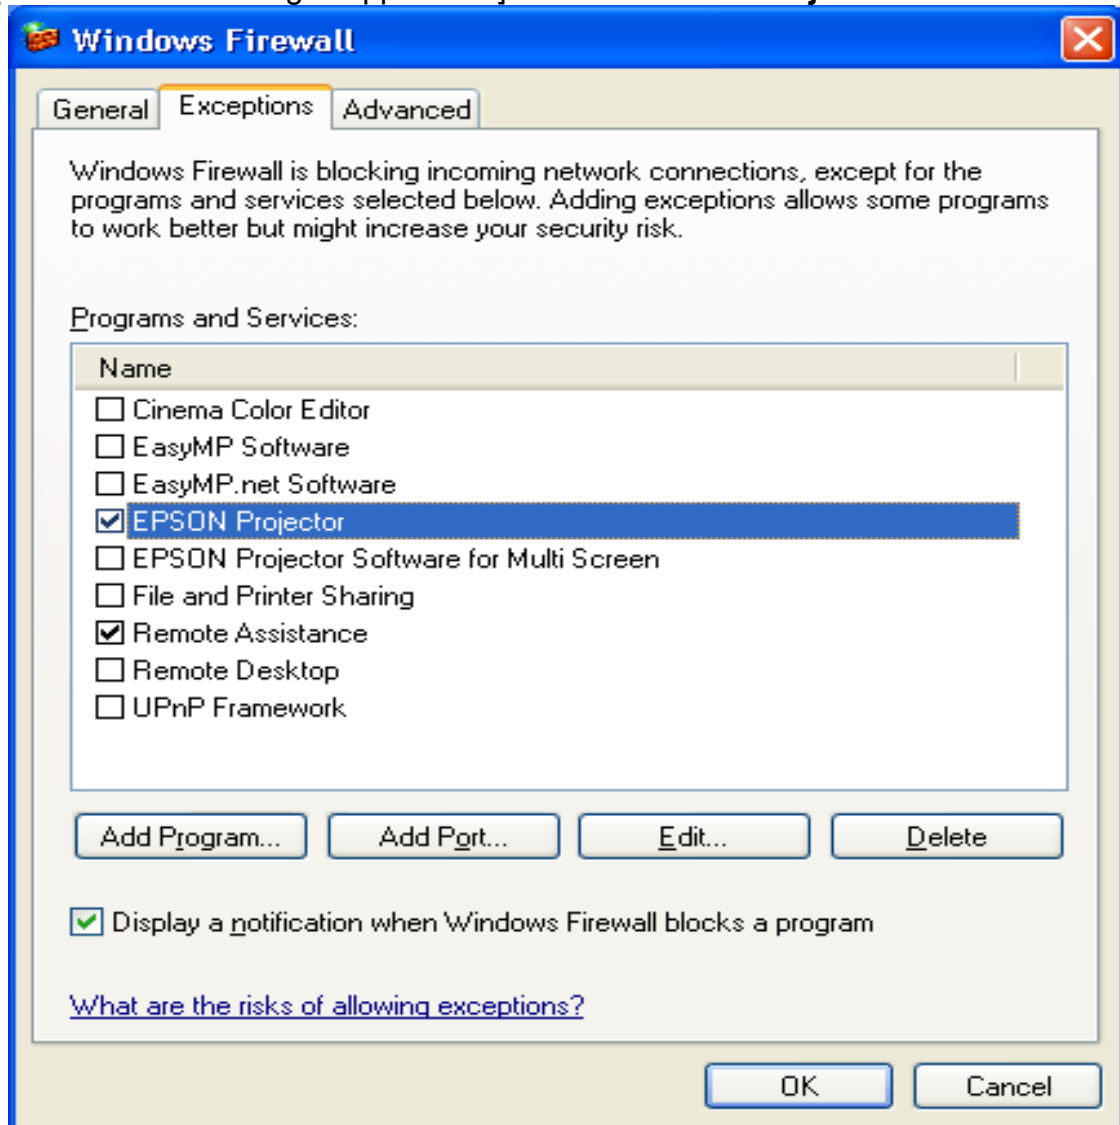 Windows Firewall
General Exceptions Advanced
Windows Firewall is blocking incoming network connections, except for the
programs and services selected below. Adding exceptions allows some programs
to work better but might increase your security risk.
Programs and Services:
Name
Cinema Color Editor
EasyMP Software
EasyMP.net Software
EPSON Projector
EPSON Projector Software for Multi Screen
File and Printer Sharing
Remote Assistance
Remote Desktop
UPnP Framework
Add Program... Add Port... Edit... Delete
Display a notification when Windows Firewall blocks a program
What are the risks of allowing exceptions?
OK Cancel